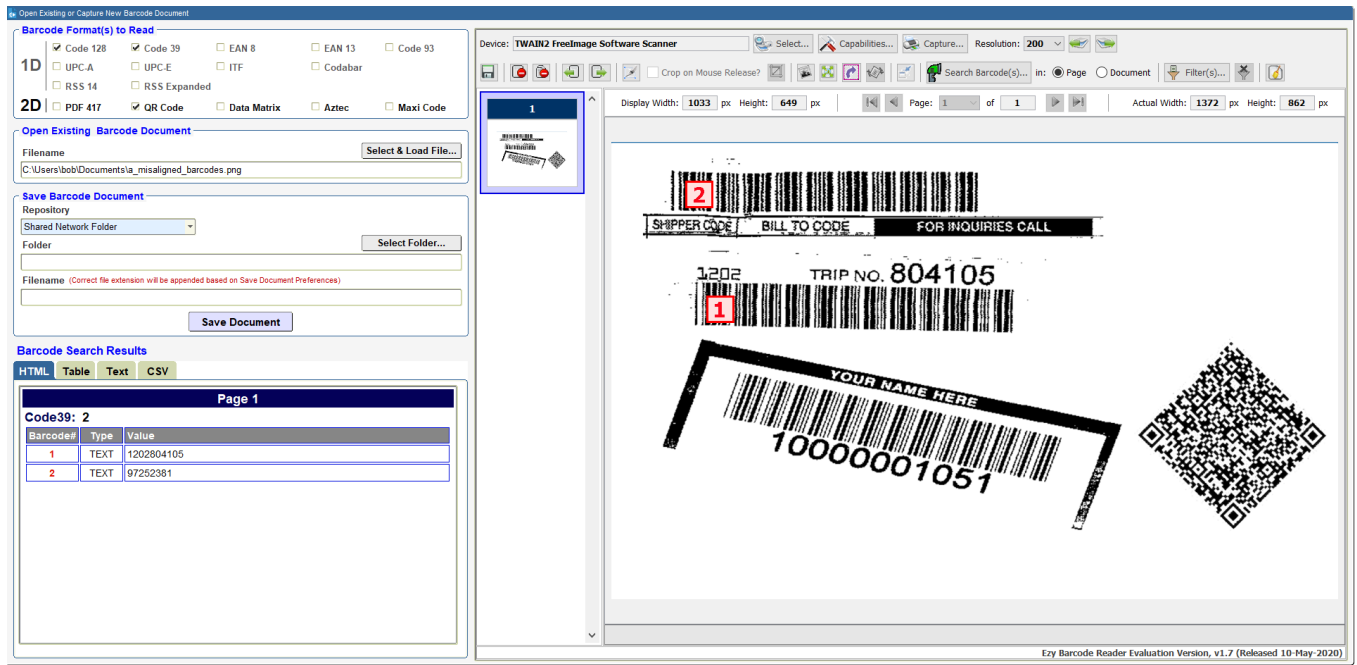 Open Existing or Capture New Barcode Document
Barcode Format(s) to Read
1D
Code 128 Code 39 EAN 8 EAN 13 Code 93
UPC-A UPC-E ITF Codabar
RSS 14 RSS Expanded
2D PDF 417 QR Code Data Matrix Aztec Maxi Code
Open Existing Barcode Document
Filename
Select & Load File...
C:\Users\bob\Documents\a_misaligned_barcodes.png
Save Barcode Document
Repository
Shared Network Folder
Folder
Select Folder...
Filename (Correct file extension will be appended based on Save Document Preferences)
Save Document
Barcode Search Results
HTML Table Text CSV
Page 1
Code39: 2
Barcode# Type Value
1 TEXT 1202804105
2 TEXT 97252381
Device: TWAIN2 FreeImage Software Scanner Select... Capabilities... Capture... Resolution: 200
Crop on Mouse Release? Search Barcode(s)... in: Page Document Filter(s)...
1
Display Width: 1033 px Height: 649 px Page: 1 of 1 Actual Width: 1372 px Height: 862 px
2
SHIPPER CODE BILL TO CODE FOR INQUIRIES CALL
1202 TRIP NO. 804105
1
YOUR NAME HERE
10000001051
Ezy Barcode Reader Evaluation Version, v1.7 (Released 10-May-2020)